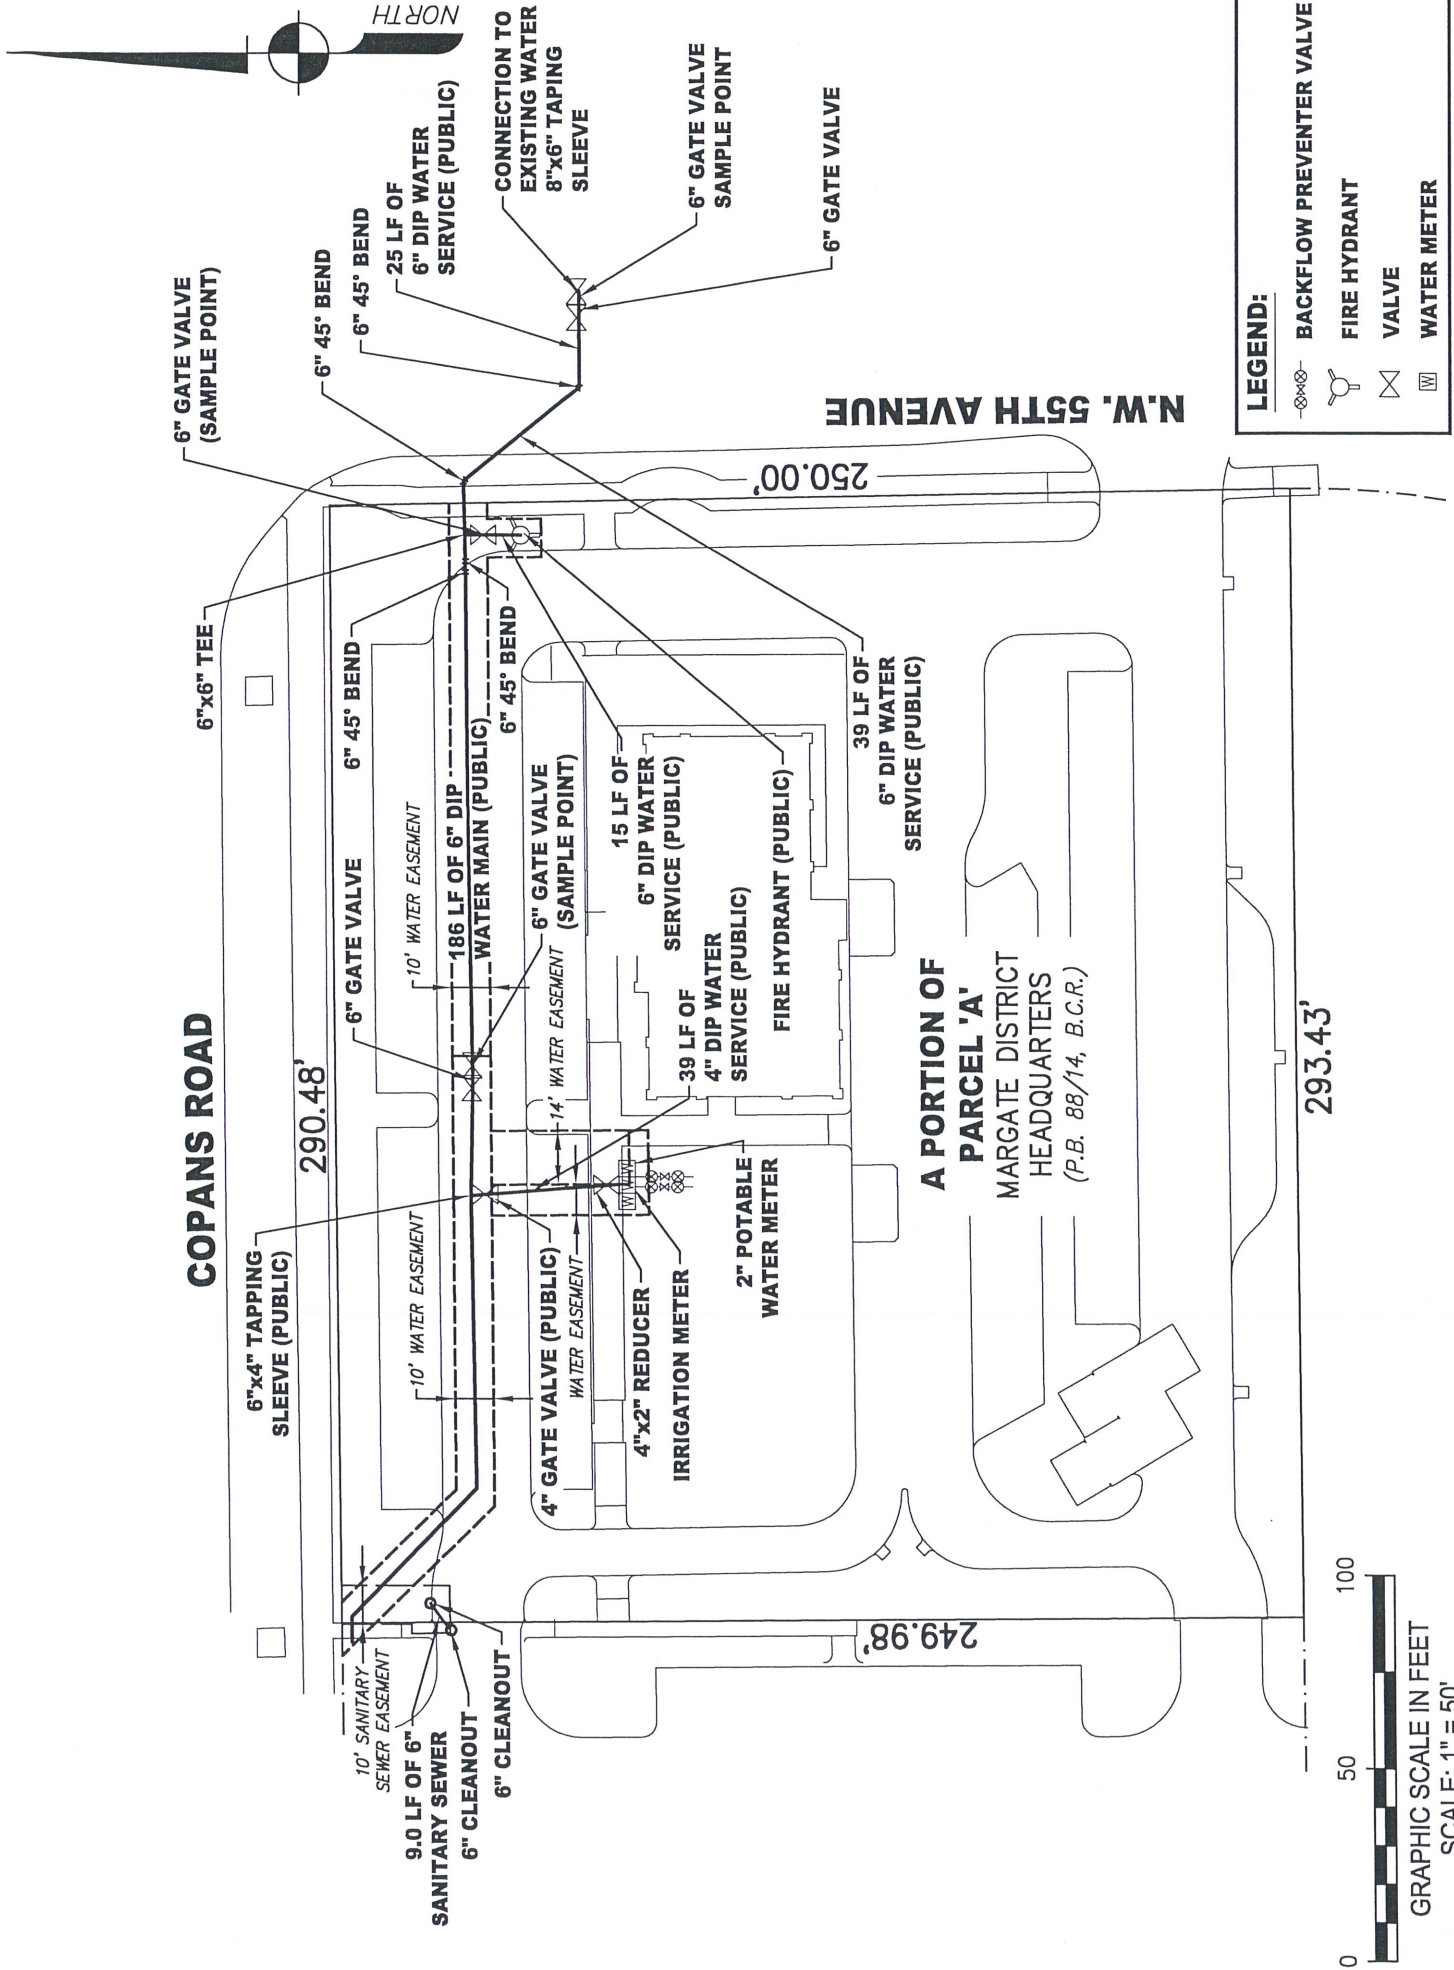 NORTH
COPANS ROAD
290.48'
6"x4" TAPPING
SLEEVE (PUBLIC)
6" GATE VALVE
6"x6" TEE
6" 45° BEND
6" GATE VALVE
(SAMPLE POINT)
6" 45° BEND
6" 45° BEND
25 LF OF
6" DIP WATER
SERVICE (PUBLIC)
CONNECTION TO
EXISTING WATER
8"x6" TAPING
SLEEVE
6" GATE VALVE
SAMPLE POINT
6" GATE VALVE
10' WATER EASEMENT
10' WATER EASEMENT
186 LF OF 6" DIP
WATER MAIN (PUBLIC)
6" 45° BEND
6" GATE VALVE
(SAMPLE POINT)
14' WATER EASEMENT
WATER EASEMENT
4" GATE VALVE (PUBLIC)
4"x2" REDUCER
IRRIGATION METER
2" POTABLE
WATER METER
W
W
39 LF OF
4" DIP WATER
SERVICE (PUBLIC)
15 LF OF
6" DIP WATER
SERVICE (PUBLIC)
FIRE HYDRANT (PUBLIC)
39 LF OF
6" DIP WATER
SERVICE (PUBLIC)
250.00'
N.W. 55TH AVENUE
10' SANITARY
SEWER EASEMENT
9.0 LF OF 6"
SANITARY SEWER
6" CLEANOUT
6" CLEANOUT
249.98'
A PORTION OF
PARCEL 'A'
MARGATE DISTRICT
HEADQUARTERS
(P.B. 88/14, B.C.R.)
293.43'
LEGEND:
BACKFLOW PREVENTER VALVE
FIRE HYDRANT
VALVE
W WATER METER
0 50 100
GRAPHIC SCALE IN FEET
SCALE: 1" = 50'